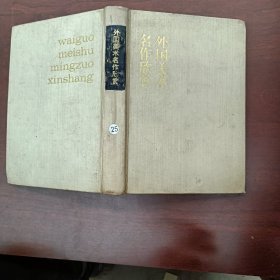 waiguo
meishu
mingzuo
xinshang
外国美术名作欣赏
25
外国美术
名作欣赏